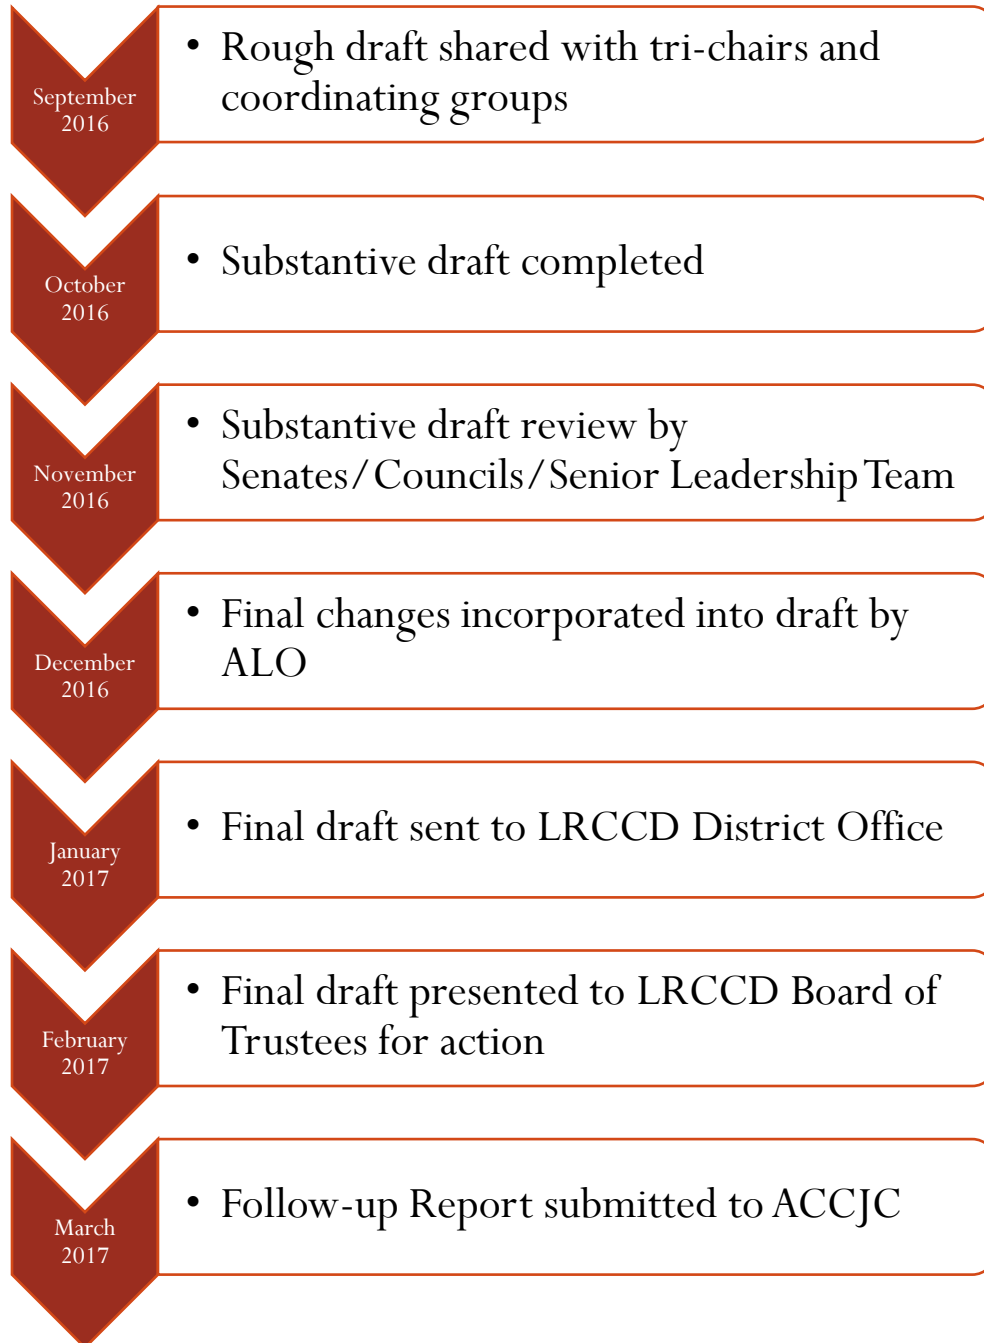 September
2016
• Rough draft shared with tri-chairs and
coordinating groups
October
2016
• Substantive draft completed
November
2016
• Substantive draft review by
Senates/Councils/Senior Leadership Team
December
2016
• Final changes incorporated into draft by
ALO
January
2017
• Final draft sent to LRCCD District Office
February
2017
• Final draft presented to LRCCD Board of
Trustees for action
March
2017
• Follow-up Report submitted to ACCJC